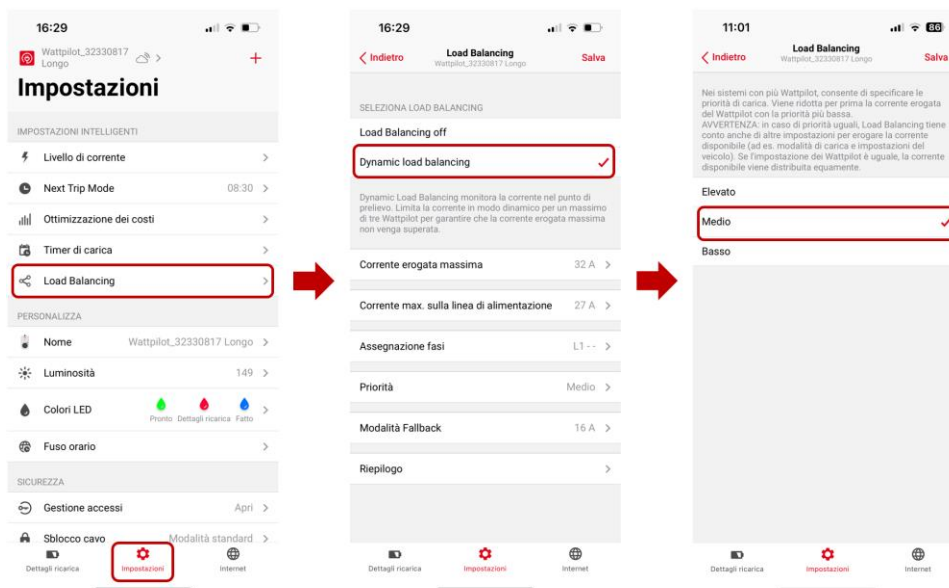 16:29
Wattpilot_32330817
Longo
Impostazioni
IMPOSTAZIONI INTELLIGENTI
Livello di corrente
Next Trip Mode 08:30
Ottimizzazione dei costi
Timer di carica
Load Balancing
PERSONALIZZA
Nome Wattpilot_32330817 Longo
Luminosità 149
Colori LED
Pronto Dettagli ricarica Fatto
Fuso orario
SICUREZZA
Gestione accessi Apri
Sblocco cavo Modalità standard
Dettagli ricarica Impostazioni Internet
16:29
Indietro Load Balancing Salva
Wattpilot_32330817 Longo
SELEZIONA LOAD BALANCING
Load Balancing off
Dynamic load balancing
Dynamic Load Balancing monitora la corrente nel punto di
prelievo. Limita la corrente in modo dinamico per un massimo
di tre Wattpilot per garantire che la corrente erogata massima
non venga superata.
Corrente erogata massima 32 A
Corrente max. sulla linea di alimentazione 27 A
Assegnazione fasi L1 - -
Priorità Medio
Modalità Fallback 16 A
Riepilogo
Dettagli ricarica Impostazioni Internet
11:01 86
Indietro Load Balancing Salva
Wattpilot_32330817 Longo
Nei sistemi con più Wattpilot, consente di specificare le
priorità di carica. Viene ridotta per prima la corrente erogata
del Wattpilot con la priorità più bassa.
AVVERTENZA: in caso di priorità uguali, Load Balancing tiene
conto anche di altre impostazioni per erogare la corrente
disponibile (ad es. modalità di carica e impostazioni del
veicolo). Se l'impostazione dei Wattpilot è uguale, la corrente
disponibile viene distribuita equamente.
Elevato
Medio
Basso
Dettagli ricarica Impostazioni Internet